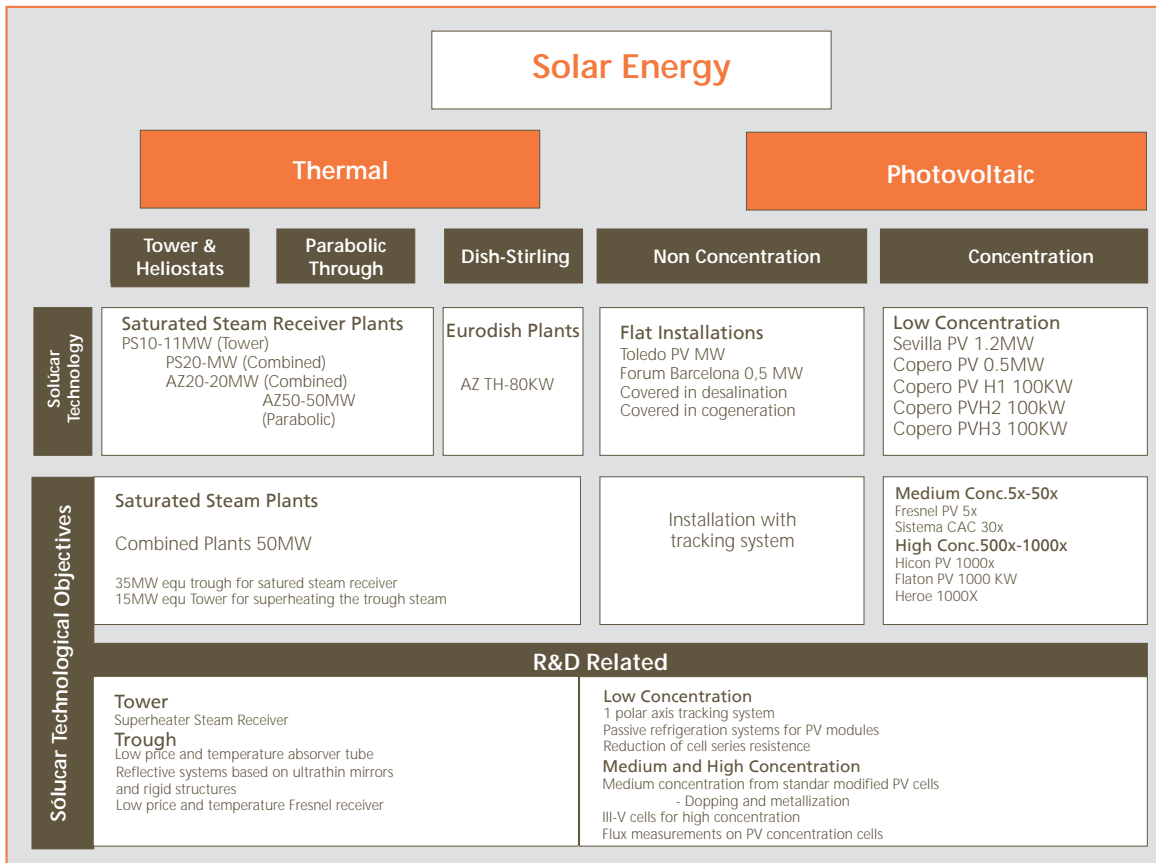 Solar Energy
Thermal
Photovoltaic
Tower &
Heliostats
Parabolic
Through
Dish-Stirling
Non Concentration
Concentration
Solúcar
Technology
Saturated Steam Receiver Plants
PS10-11MW (Tower)
PS20-MW (Combined)
AZ20-20MW (Combined)
AZ50-50MW
(Parabolic)
Eurodish Plants
AZ TH-80KW
Flat Installations
Toledo PV MW
Forum Barcelona 0,5 MW
Covered in desalination
Covered in cogeneration
Low Concentration
Sevilla PV 1.2MW
Copero PV 0.5MW
Copero PV H1 100KW
Copero PVH2 100kW
Copero PVH3 100KW
Sólucar Technological Objectives
Saturated Steam Plants
Combined Plants 50MW
35MW equ trough for satured steam receiver
15MW equ Tower for superheating the trough steam
Installation with
tracking system
Medium Conc.5x-50x
Fresnel PV 5x
Sistema CAC 30x
High Conc.500x-1000x
Hicon PV 1000x
Flaton PV 1000 KW
Heroe 1000X
R&D Related
Tower
Superheater Steam Receiver
Trough
Low price and temperature absorver tube
Reflective systems based on ultrathin mirrors
and rigid structures
Low price and temperature Fresnel receiver
Low Concentration
1 polar axis tracking system
Passive refrigeration systems for PV modules
Reduction of cell series resistence
Medium and High Concentration
Medium concentration from standar modified PV cells
- Dopping and metallization
III-V cells for high concentration
Flux measurements on PV concentration cells